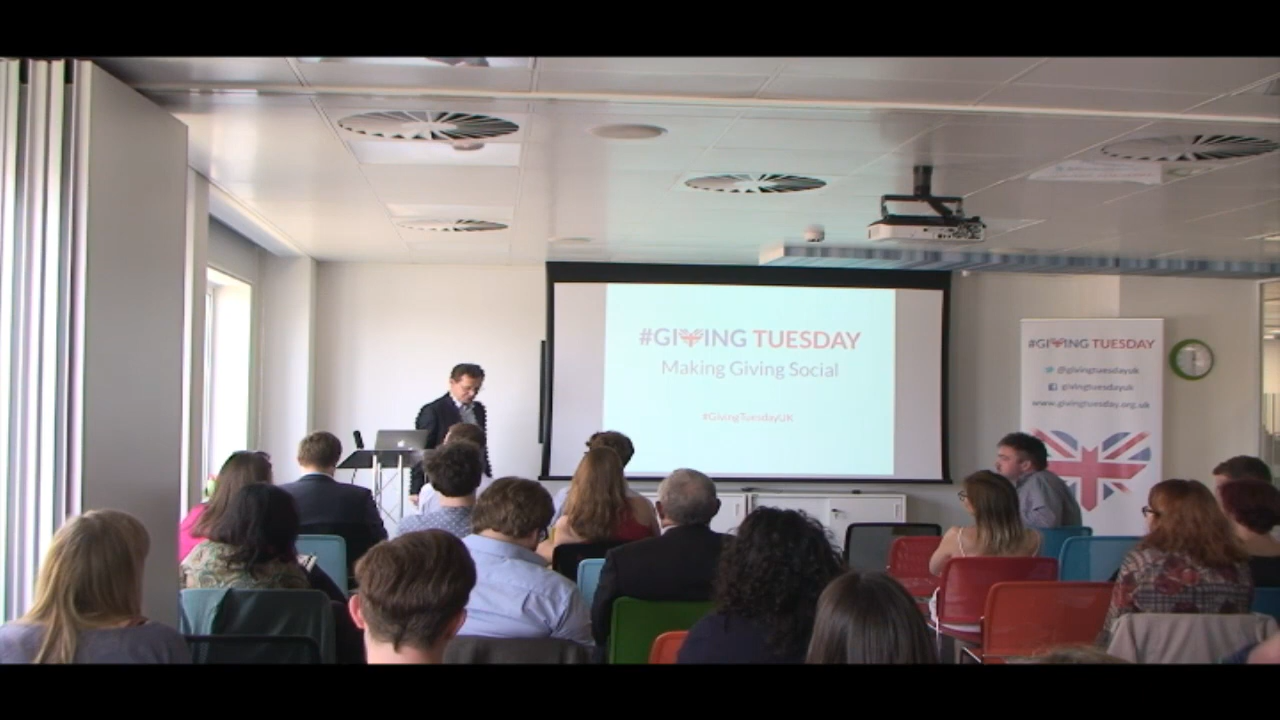 #GIVING TUESDAY
Making Giving Social
#GivingTuesdayUK
#GIVING TUESDAY
@givingtuesdayuk
givingtuesdayuk
www.givingtuesday.org.uk